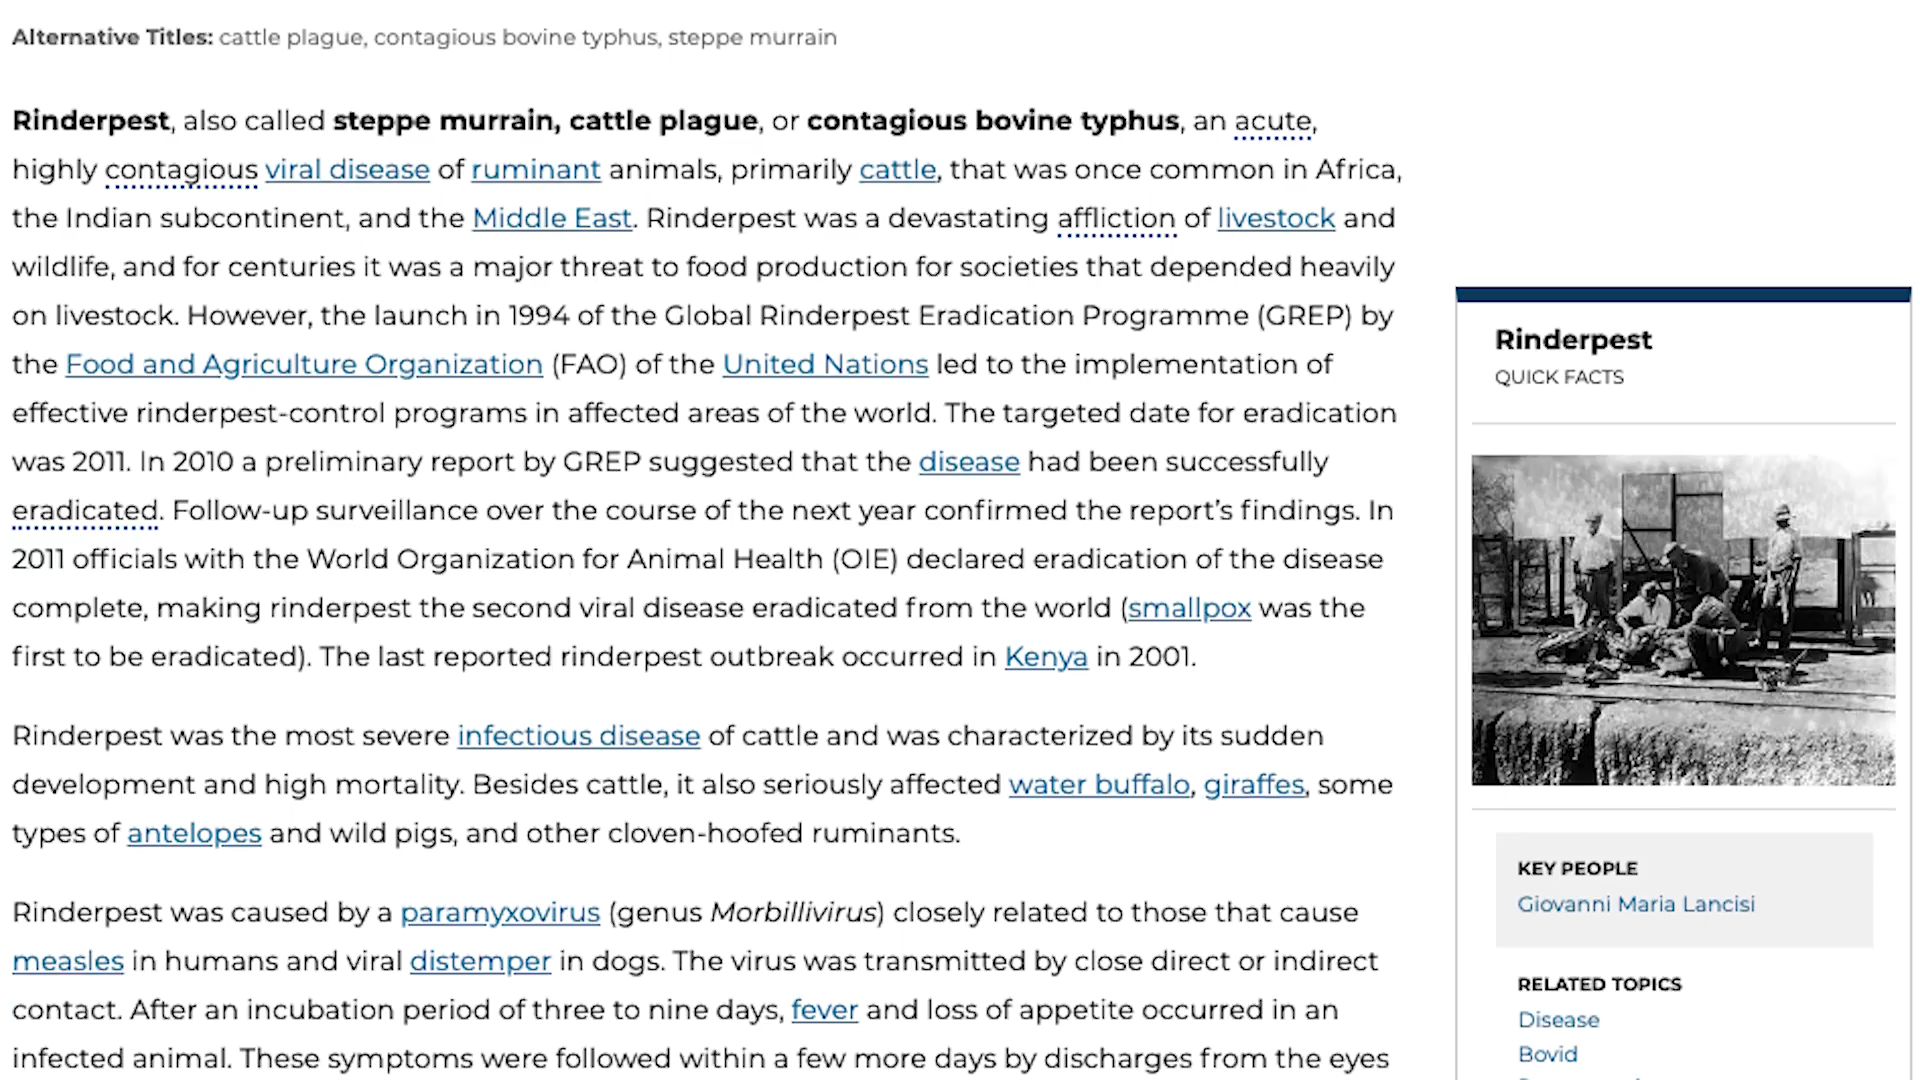 Alternative Titles: cattle plague, contagious bovine typhus, steppe murrain
Rinderpest, also called steppe murrain, cattle plague, or contagious bovine typhus, an acute,
highly contagious viral disease of ruminant animals, primarily cattle, that was once common in Africa,
the Indian subcontinent, and the Middle East. Rinderpest was a devastating affliction of livestock and
wildlife, and for centuries it was a major threat to food production for societies that depended heavily
on livestock. However, the launch in 1994 of the Global Rinderpest Eradication Programme (GREP) by
the Food and Agriculture Organization (FAO) of the United Nations led to the implementation of
effective rinderpest-control programs in affected areas of the world. The targeted date for eradication
was 2011. In 2010 a preliminary report by GREP suggested that the disease had been successfully
eradicated. Follow-up surveillance over the course of the next year confirmed the report’s findings. In
2011 officials with the World Organization for Animal Health (OIE) declared eradication of the disease
complete, making rinderpest the second viral disease eradicated from the world (smallpox was the
first to be eradicated). The last reported rinderpest outbreak occurred in Kenya in 2001.
Rinderpest was the most severe infectious disease of cattle and was characterized by its sudden
development and high mortality. Besides cattle, it also seriously affected water buffalo, giraffes, some
types of antelopes and wild pigs, and other cloven-hoofed ruminants.
Rinderpest was caused by a paramyxovirus (genus Morbillivirus) closely related to those that cause
measles in humans and viral distemper in dogs. The virus was transmitted by close direct or indirect
contact. After an incubation period of three to nine days, fever and loss of appetite occurred in an
infected animal. These symptoms were followed within a few more days by discharges from the eyes
Rinderpest
QUICK FACTS
KEY PEOPLE
Giovanni Maria Lancisi
RELATED TOPICS
Disease
Bovid